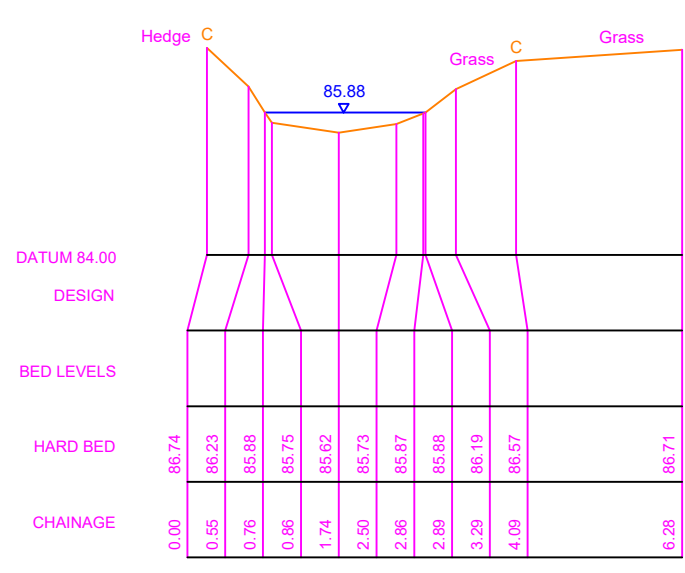 Hedge C Grass C Grass
85.88
DATUM 84.00
DESIGN
BED LEVELS
HARD BED 86.74 86.23 85.88 85.75 85.62 85.73 85.87 85.88 86.19 86.57 86.71
CHAINAGE 0.00 0.55 0.76 0.86 1.74 2.50 2.86 2.89 3.29 4.09 6.28